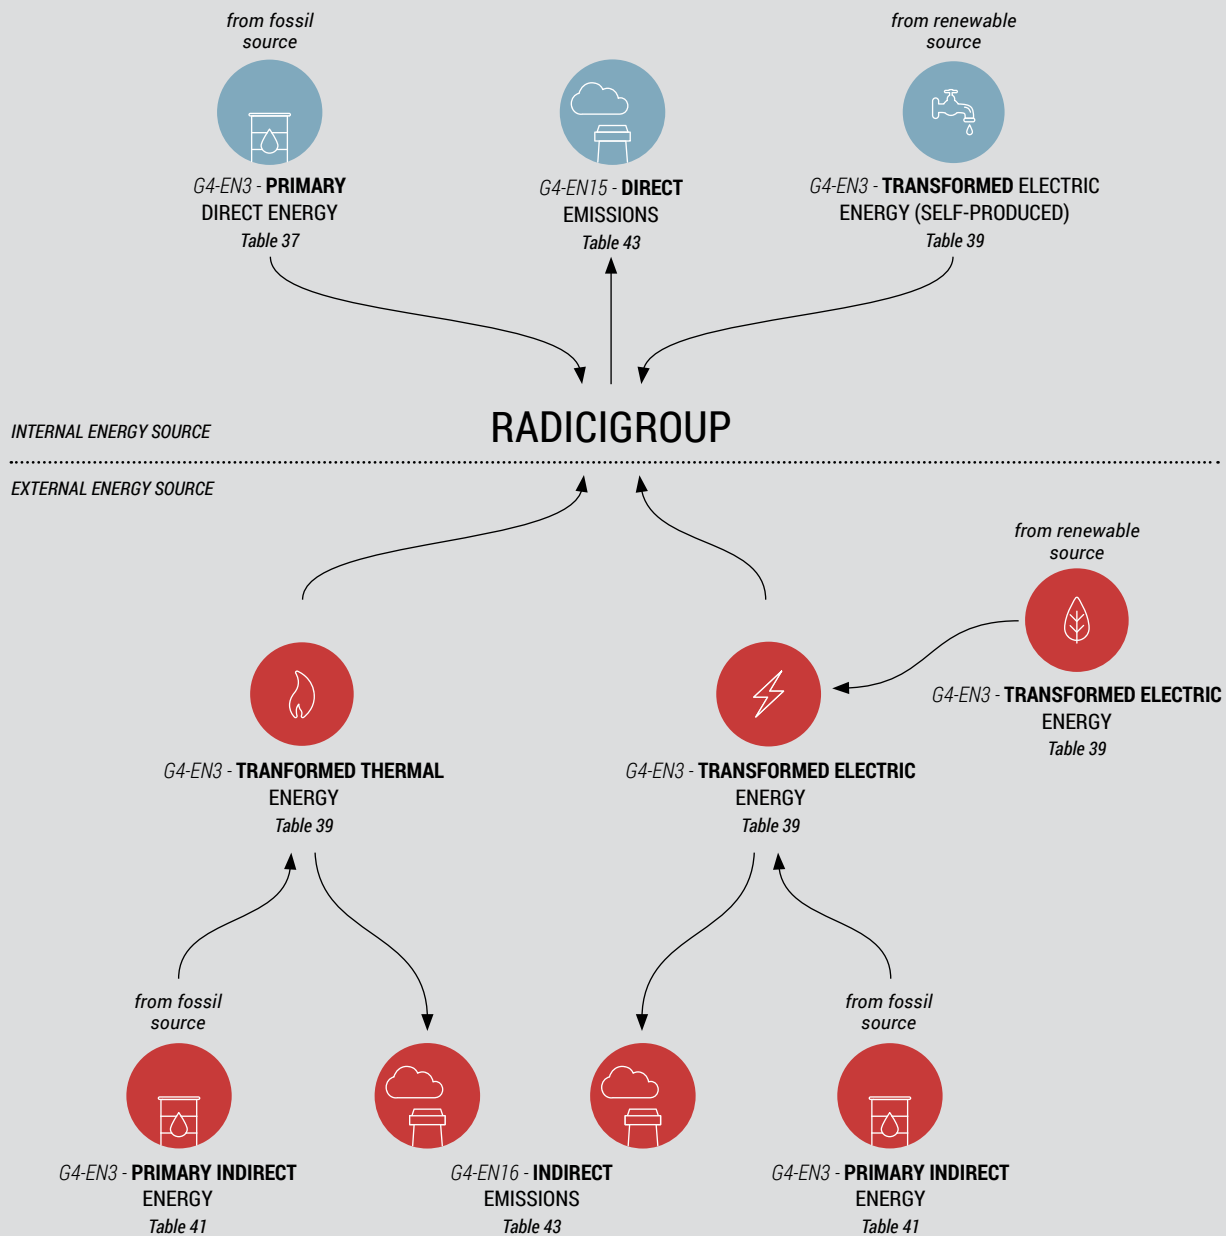 from fossil
source
from renewable
source
G4-EN3 - PRIMARY
DIRECT ENERGY
Table 37
G4-EN15 - DIRECT
EMISSIONS
Table 43
G4-EN3 - TRANSFORMED ELECTRIC
ENERGY (SELF-PRODUCED)
Table 39
RADICIGROUP
INTERNAL ENERGY SOURCE
EXTERNAL ENERGY SOURCE
from renewable
source
G4-EN3 - TRANSFORMED ELECTRIC
ENERGY
Table 39
G4-EN3 - TRANFORMED THERMAL
ENERGY
Table 39
G4-EN3 - TRANSFORMED ELECTRIC
ENERGY
Table 39
from fossil
source
from fossil
source
G4-EN3 - PRIMARY INDIRECT
ENERGY
Table 41
G4-EN16 - INDIRECT
EMISSIONS
Table 43
G4-EN3 - PRIMARY INDIRECT
ENERGY
Table 41